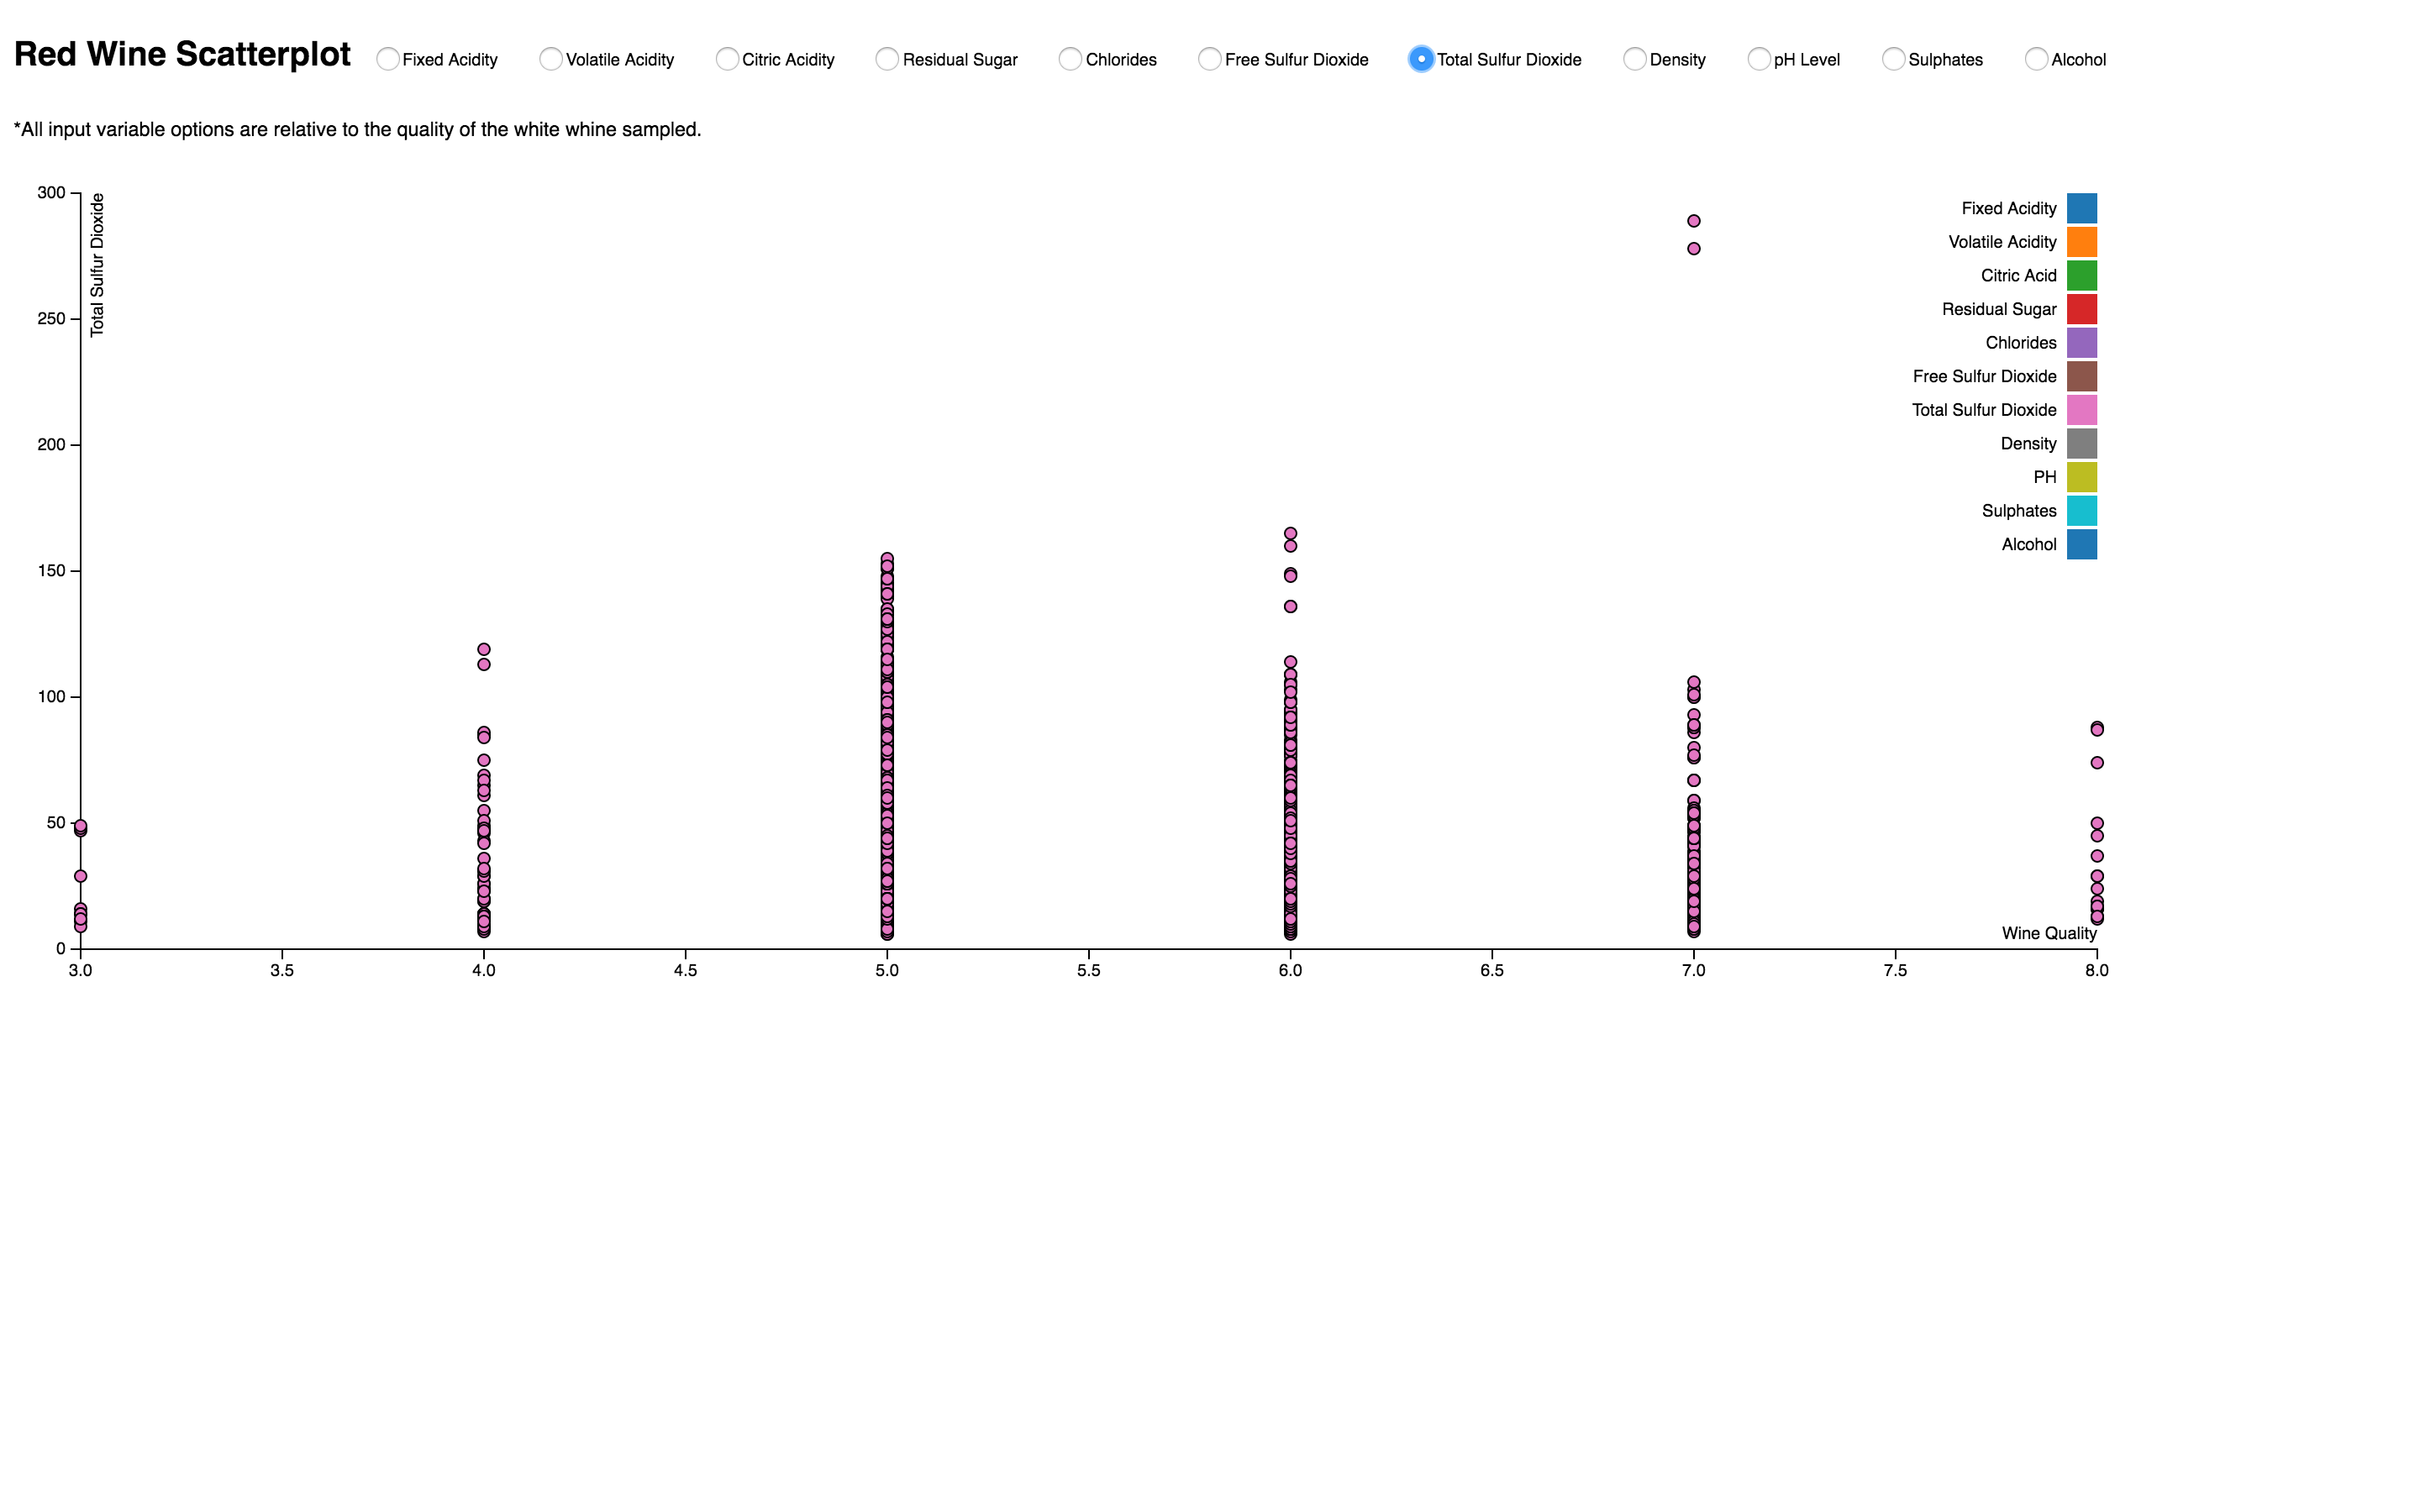 Red Wine Scatterplot
Fixed Acidity
Volatile Acidity
Citric Acidity
Residual Sugar
Chlorides
Free Sulfur Dioxide
Total Sulfur Dioxide
Density
pH Level
Sulphates
Alcohol
*All input variable options are relative to the quality of the white whine sampled.
300
250
200
150
100
50
0
Total Sulfur Dioxide
Fixed Acidity
Volatile Acidity
Citric Acid
Residual Sugar
Chlorides
Free Sulfur Dioxide
Total Sulfur Dioxide
Density
PH
Sulphates
Alcohol
Wine Quality
3.0
3.5
4.0
4.5
5.0
5.5
6.0
6.5
7.0
7.5
8.0